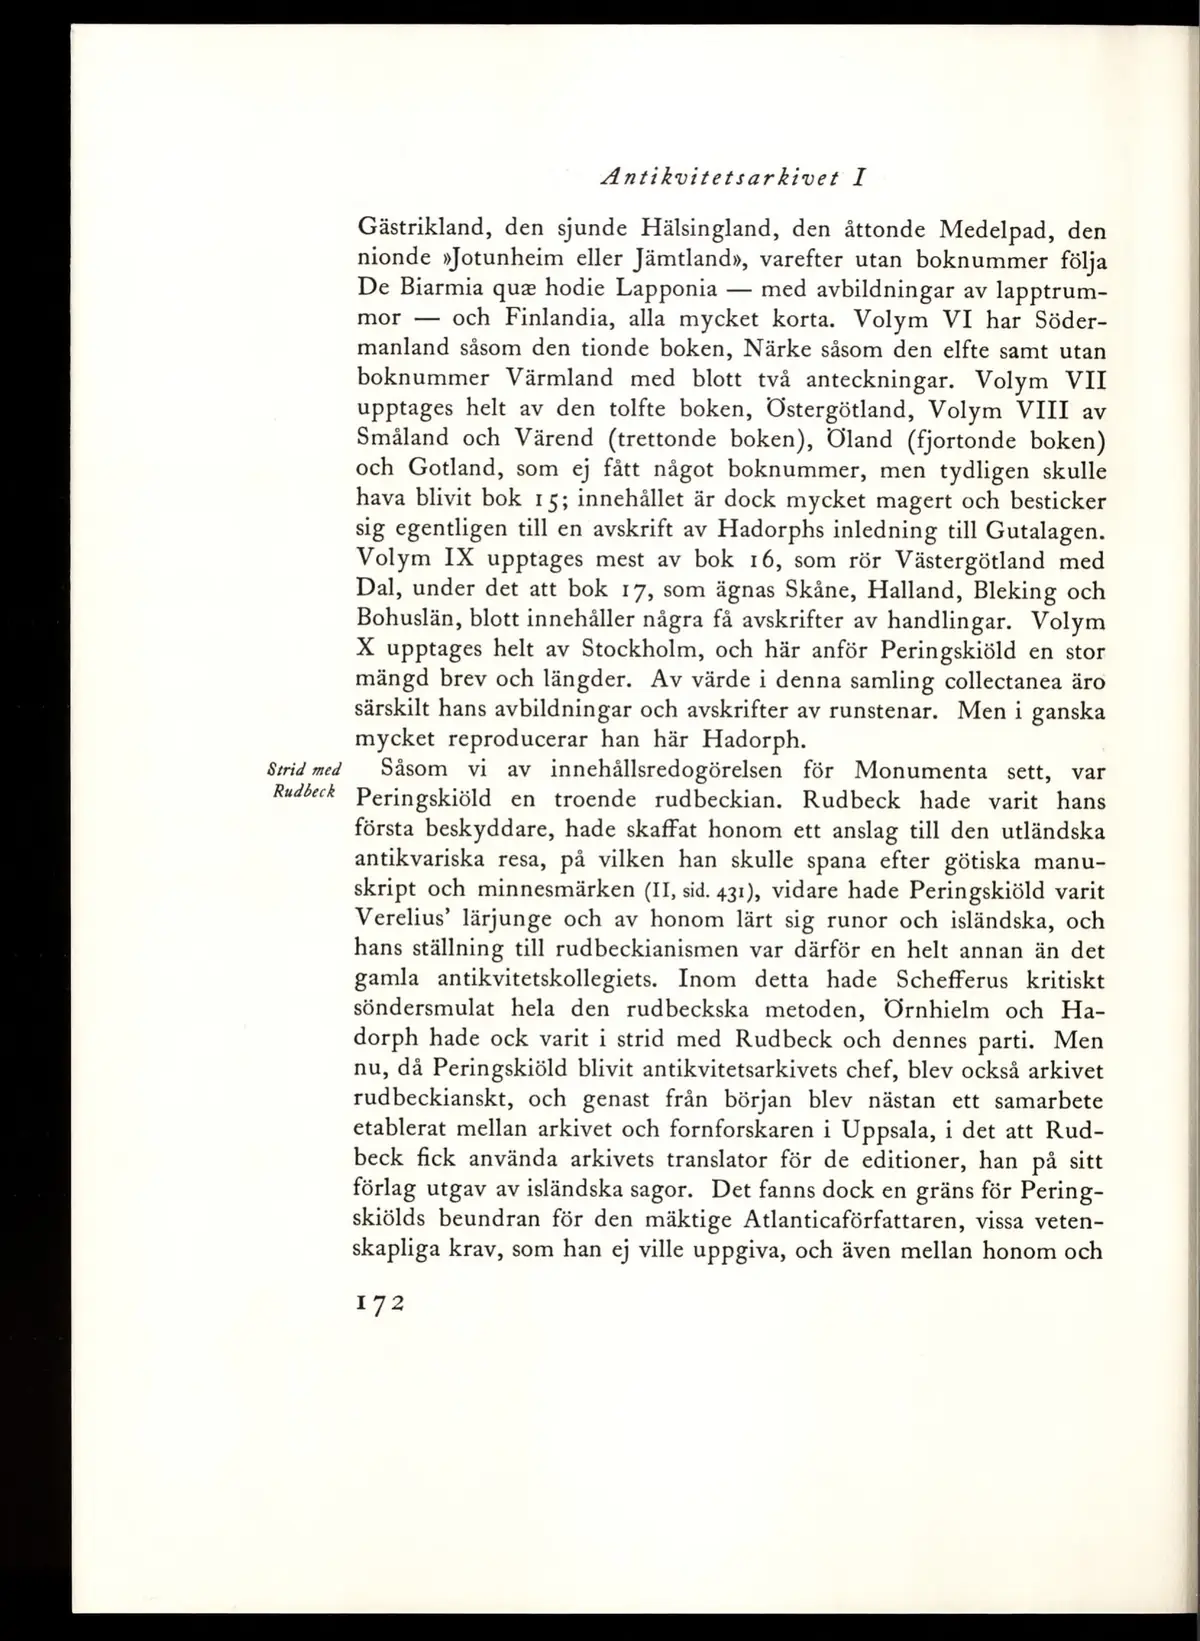 Antikvitetsarkivet I
Gästrikland, den sjunde Hälsingland, den åttonde Medelpad, den
nionde »Jotunheim eller Jämtland», varefter utan boknummer följa
De Biarmia quæ hodie Lapponia — med avbildningar av lapptrum-
mor — och Finlandia, alla mycket korta. Volym VI har Söder-
manland såsom den tionde boken, Närke såsom den elfte samt utan
boknummer Värmland med blott två anteckningar. Volym VII
upptages helt av den tolfte boken, Östergötland, Volym VIII av
Småland och Värend (trettonde boken), Öland (fjortonde boken)
och Gotland, som ej fått något boknummer, men tydligen skulle
hava blivit bok 15; innehållet är dock mycket magert och besticker
sig egentligen till en avskrift av Hadorphs inledning till Gutalagen.
Volym IX upptages mest av bok 16, som rör Västergötland med
Dal, under det att bok 17, som ägnas Skåne, Halland, Bleking och
Bohuslän, blott innehåller några få avskrifter av handlingar. Volym
X upptages helt av Stockholm, och här anför Peringskiöld en stor
mängd brev och längder. Av värde i denna samling collectanea äro
särskilt hans avbildningar och avskrifter av runstenar. Men i ganska
mycket reproducerar han här Hadorph.
Strid med
Rudbeck
Såsom vi av innehållsredogörelsen för Monumenta sett, var
Peringskiöld en troende rudbeckian. Rudbeck hade varit hans
första beskyddare, hade skaffat honom ett anslag till den utländska
antikvariska resa, på vilken han skulle spana efter götiska manu-
skript och minnesmärken (II, sid. 431), vidare hade Peringskiöld varit
Verelius’ lärjunge och av honom lärt sig runor och isländska, och
hans ställning till rudbeckianismen var därför en helt annan än det
gamla antikvitetskollegiets. Inom detta hade Schefferus kritiskt
söndersmulat hela den rudbeckska metoden, Örnhielm och Ha-
dorph hade ock varit i strid med Rudbeck och dennes parti. Men
nu, då Peringskiöld blivit antikvitetsarkivets chef, blev också arkivet
rudbeckianskt, och genast från början blev nästan ett samarbete
etablerat mellan arkivet och fornforskaren i Uppsala, i det att Rud-
beck fick använda arkivets translator för de editioner, han på sitt
förlag utgav av isländska sagor. Det fanns dock en gräns för Pering-
skiölds beundran för den mäktige Atlanticaförfattaren, vissa veten-
skapliga krav, som han ej ville uppgiva, och även mellan honom och
172